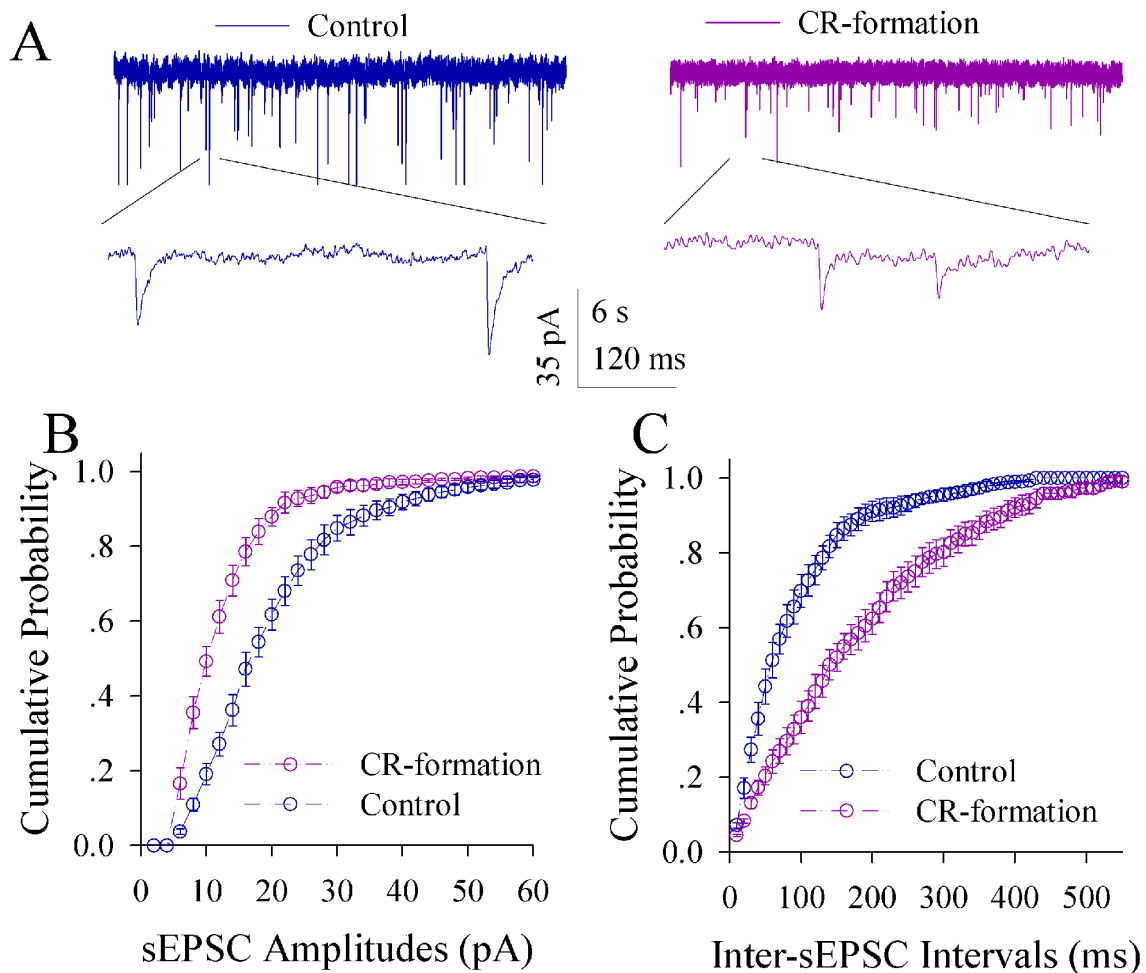 A
Control
CR-formation
35 pA
6 s
120 ms
B
Cumulative Probability
1.0
.8
.6
.4
.2
0.0
CR-formation
Control
0 10 20 30 40 50 60
sEPSC Amplitudes (pA)
C
Cumulative Probability
1.0
.8
.6
.4
.2
0.0
Control
CR-formation
0 100 200 300 400 500
Inter-sEPSC Intervals (ms)